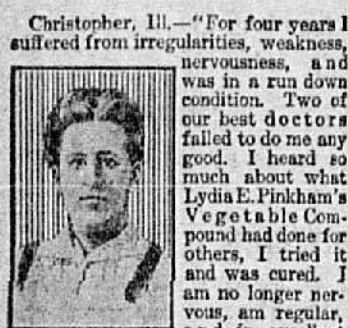 Christopher, Ill.—"For four years I
suffered from irregularities, weakness,
nervousness, and
was in a run down
condition. Two of
our best doctors
failed to do me any
good. I heard so
much about what
Lydia E. Pinkham's
Vegetable Com-
pound had done for
others, I tried it
and was cured. I
am no longer ner-
vous, am regular,